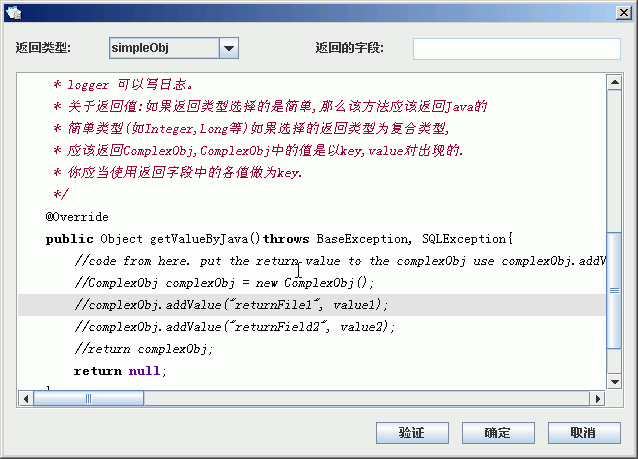 返回类型: simpleObj 返回的字段:
* logger 可以写日志。
* 关于返回值:如果返回类型选择的是简单,那么该方法应该返回Java的
* 简单类型(如Integer,Long等)如果选择的返回类型为复合类型,
* 应该返回ComplexObj,ComplexObj中的值是以key,value对出现的.
* 你应当使用返回字段中的各值做为key.
*/
@Override
public Object getValueByJava()throws BaseException, SQLException{
//code from here. put the return value to the complexObj use complexObj.addV
//ComplexObj complexObj = new ComplexObj();
//complexObj.addValue("returnFile1", value1);
//complexObj.addValue("returnField2", value2);
//return complexObj;
return null;
验证 确定 取消